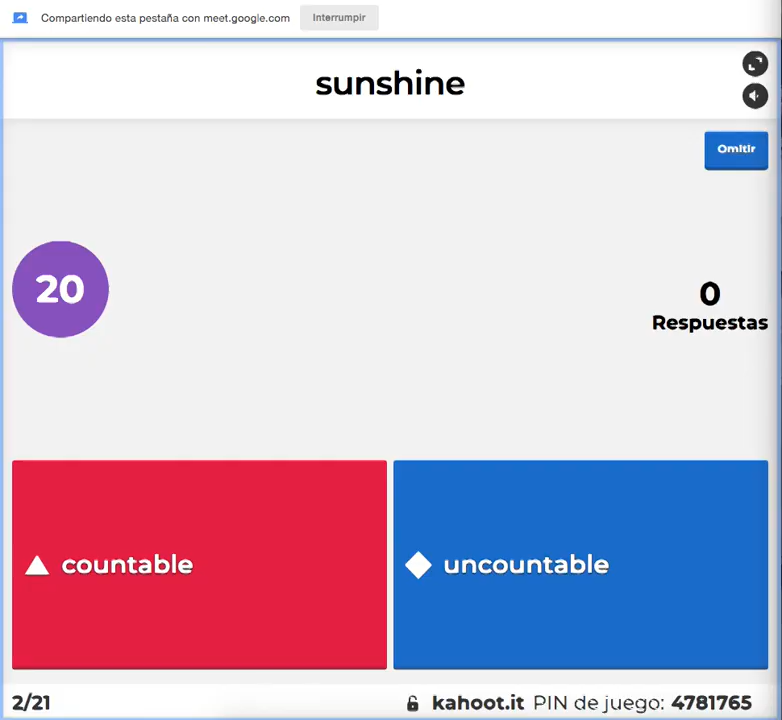 Compartiendo esta pestaña con meet.google.com Interrumpir
sunshine
Omitir
20
0
Respuestas
countable
uncountable
2/21
kahoot.it PIN de juego: 4781765